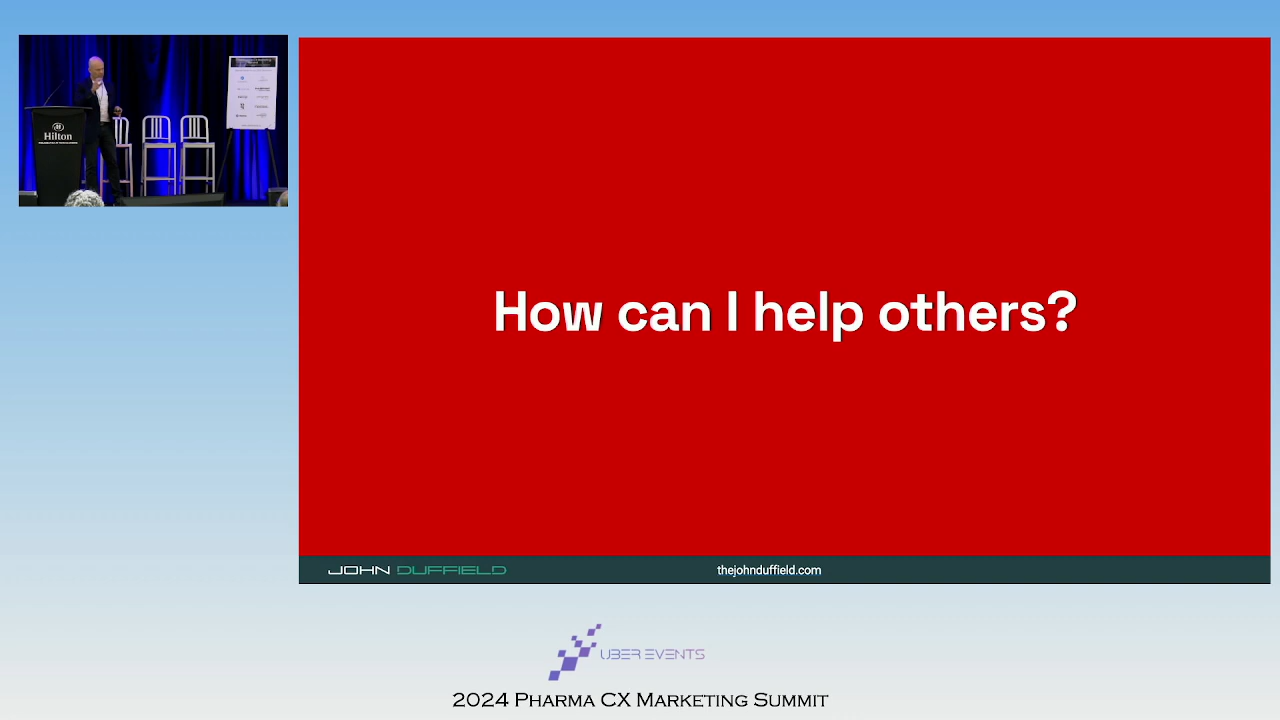 Hilton
How can I help others?
JOHN DUFFIELD
thejohnduffield.com
UBER EVENTS
2024 PHARMA CX MARKETING SUMMIT